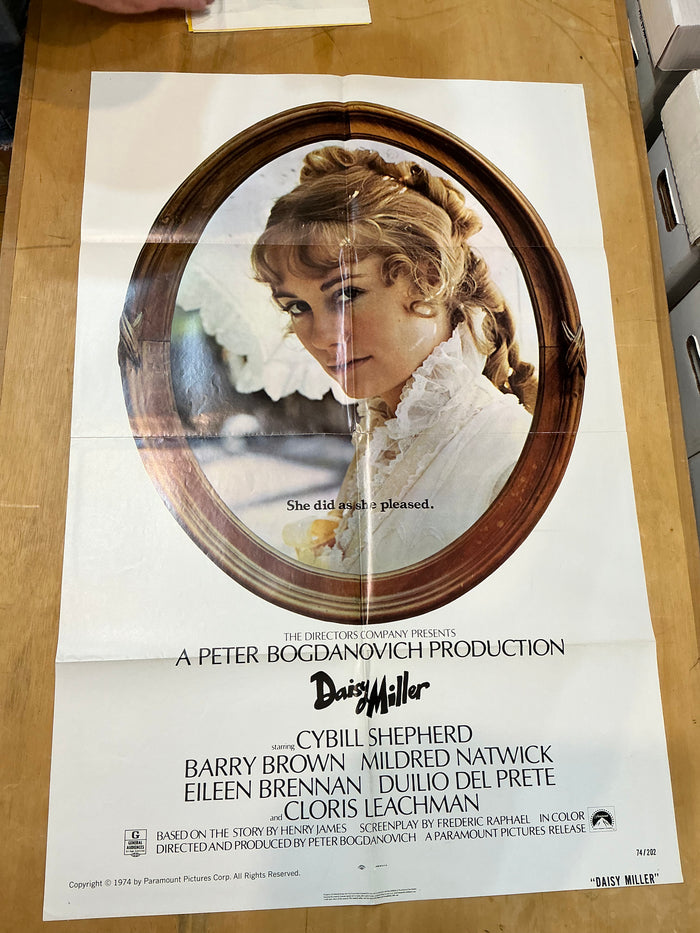 She did as she pleased.
THE DIRECTORS COMPANY PRESENTS
A PETER BOGDANOVICH PRODUCTION
Daisy Miller
starring CYBILL SHEPHERD
BARRY BROWN MILDRED NATWICK
EILEEN BRENNAN DUILIO DEL PRETE
and CLORIS LEACHMAN
G
GENERAL AUDIENCES
BASED ON THE STORY BY HENRY JAMES SCREENPLAY BY FREDERIC RAPHAEL IN COLOR
DIRECTED AND PRODUCED BY PETER BOGDANOVICH A PARAMOUNT PICTURES RELEASE
Paramount
74/202
Copyright © 1974 by Paramount Pictures Corp. All Rights Reserved.
"DAISY MILLER"